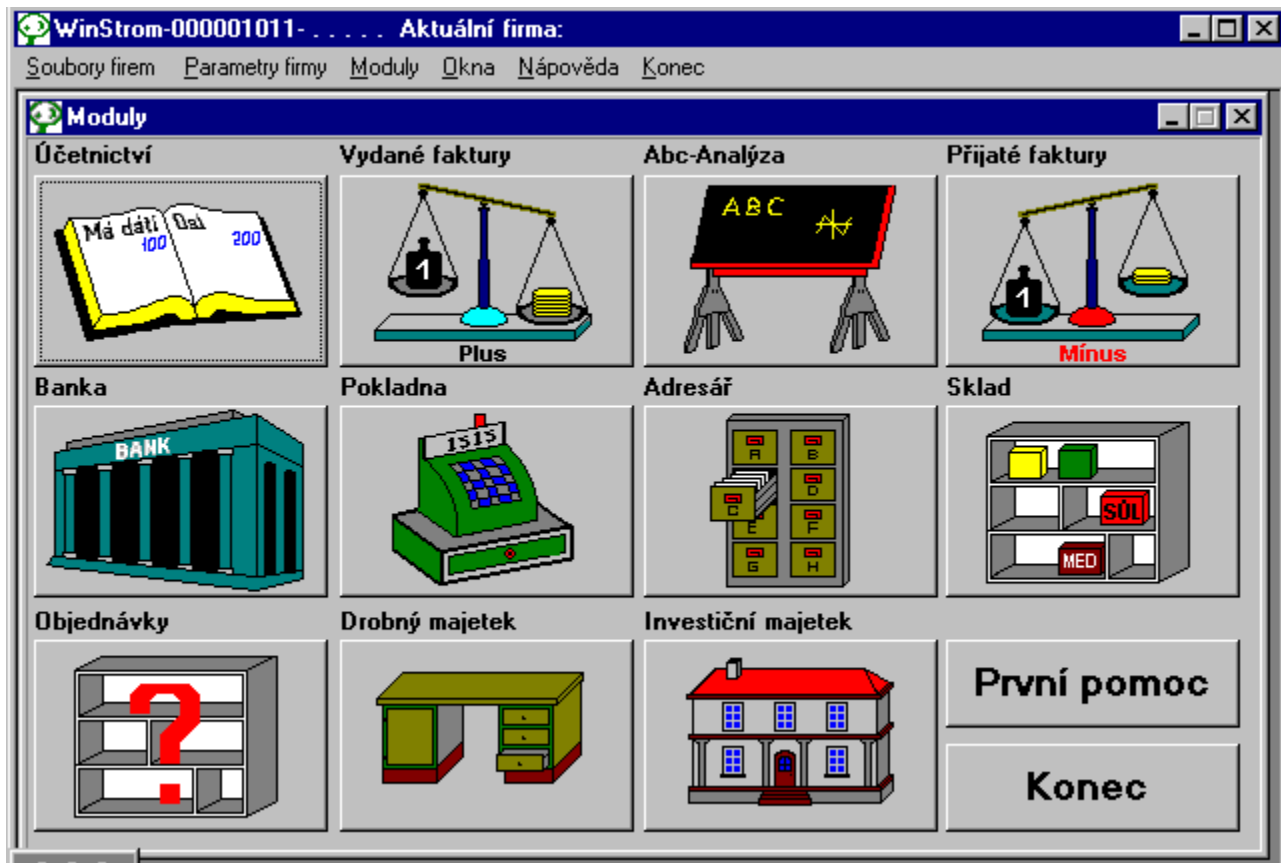 WinStrom-000001011- . . . . . Aktuální firma:
Soubory firem Parametry firmy Moduly Okna Nápověda Konec
Moduly
Účetnictví Vydané faktury Abc-Analýza Přijaté faktury
Má dáti Dal
100 200
1
Plus
ABC
1
Mínus
Banka Pokladna Adresář Sklad
BANK
1515
A B
C D
E F
G H
SŮL
MED
Objednávky Drobný majetek Investiční majetek
?
První pomoc
Konec